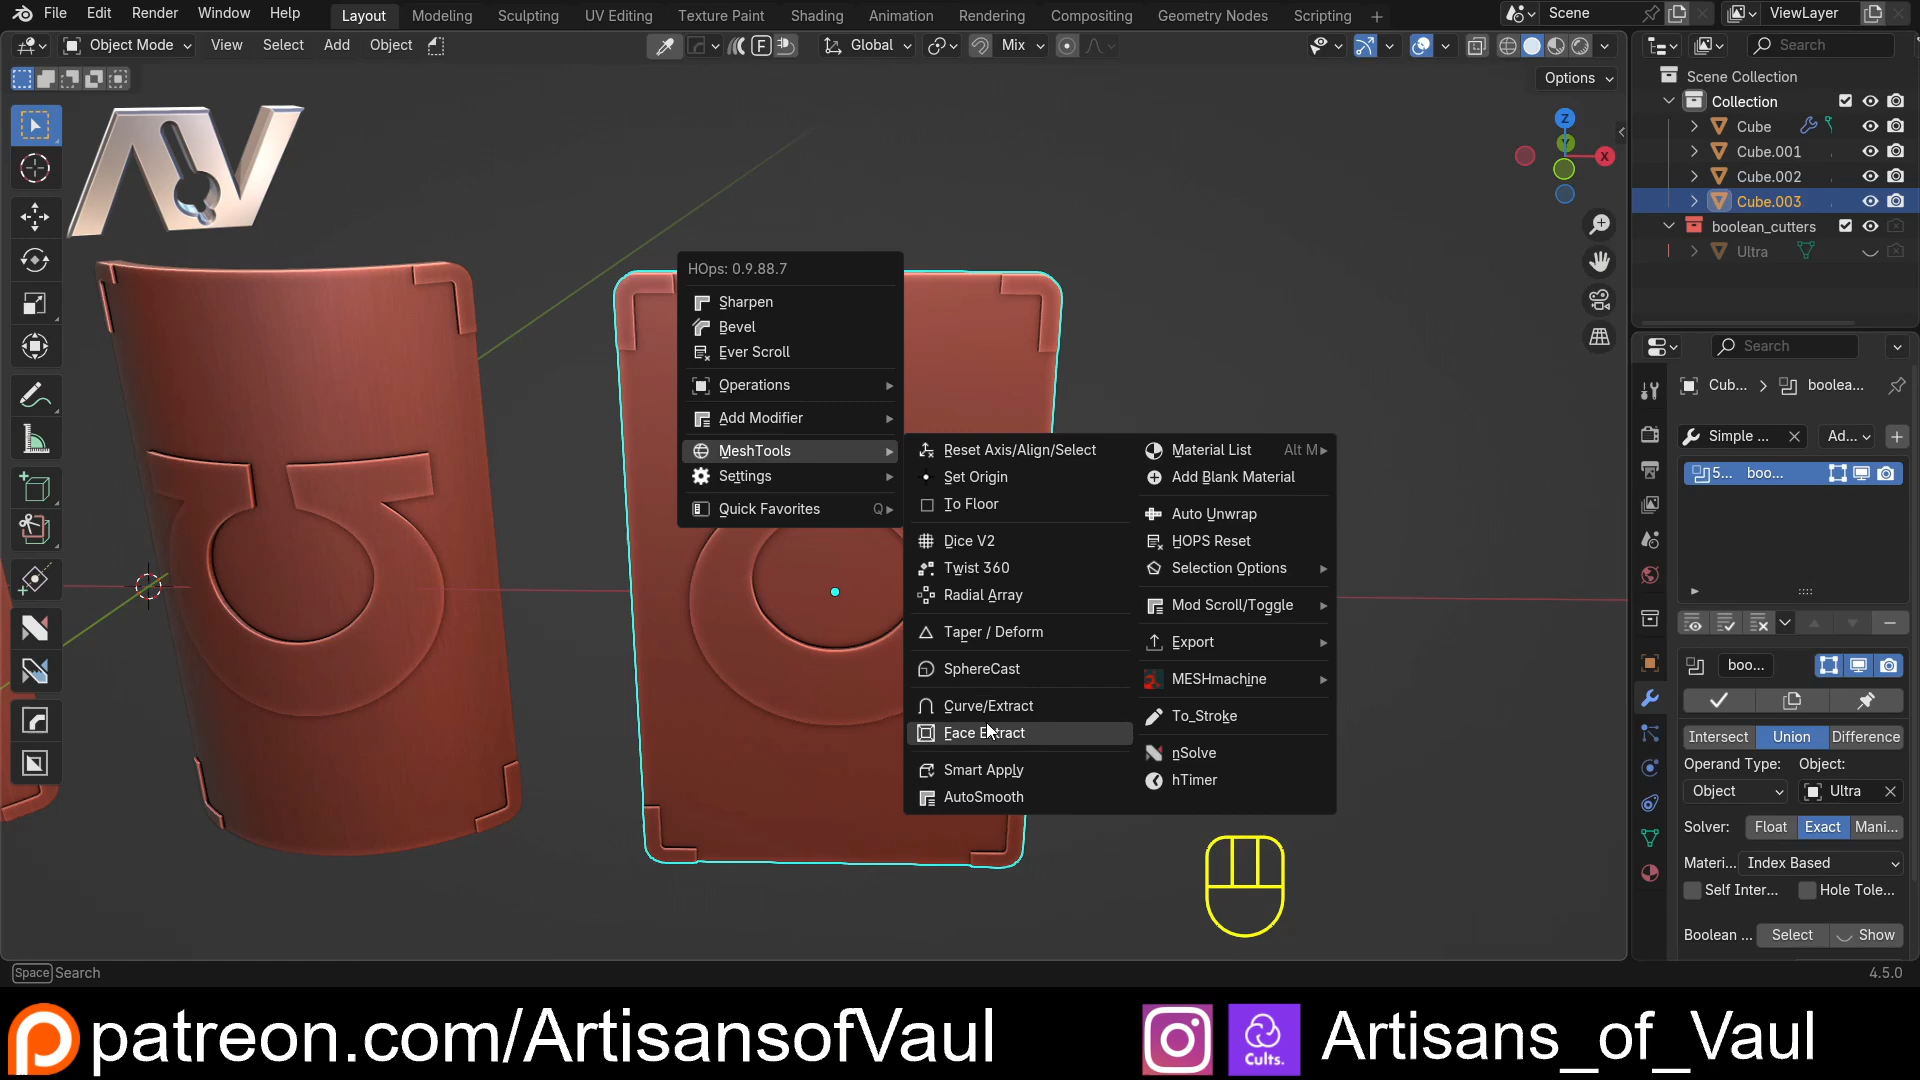 File Edit Render Window Help Layout Modeling Sculpting UV Editing Texture Paint Shading Animation Rendering Compositing Geometry Nodes Scripting + Scene ViewLayer
Object Mode View Select Add Object Global Mix Search
Options
Scene Collection
Collection
Cube
Cube.001
Cube.002
Cube.003
boolean_cutters
Ultra
Z
X
HOps: 0.9.88.7
Sharpen
Bevel
Ever Scroll
Operations
Add Modifier
MeshTools
Settings
Quick Favorites Q
Reset Axis/Align/Select
Set Origin
To Floor
Dice V2
Twist 360
Radial Array
Taper / Deform
SphereCast
Curve/Extract
Face Extract
Smart Apply
AutoSmooth
Material List Alt M
Add Blank Material
Auto Unwrap
HOPS Reset
Selection Options
Mod Scroll/Toggle
Export
MESHmachine
To_Stroke
nSolve
hTimer
Search
Cub... > boolea...
Simple ... Ad...
5... boo...
boo...
Intersect Union Difference
Operand Type: Object:
Object Ultra
Solver: Float Exact Mani...
Materi... Index Based
Self Inter... Hole Tole...
Boolean ... Select Show
Space Search
4.5.0
patreon.com/ArtisansofVaul
Cults.
Artisans_of_Vaul